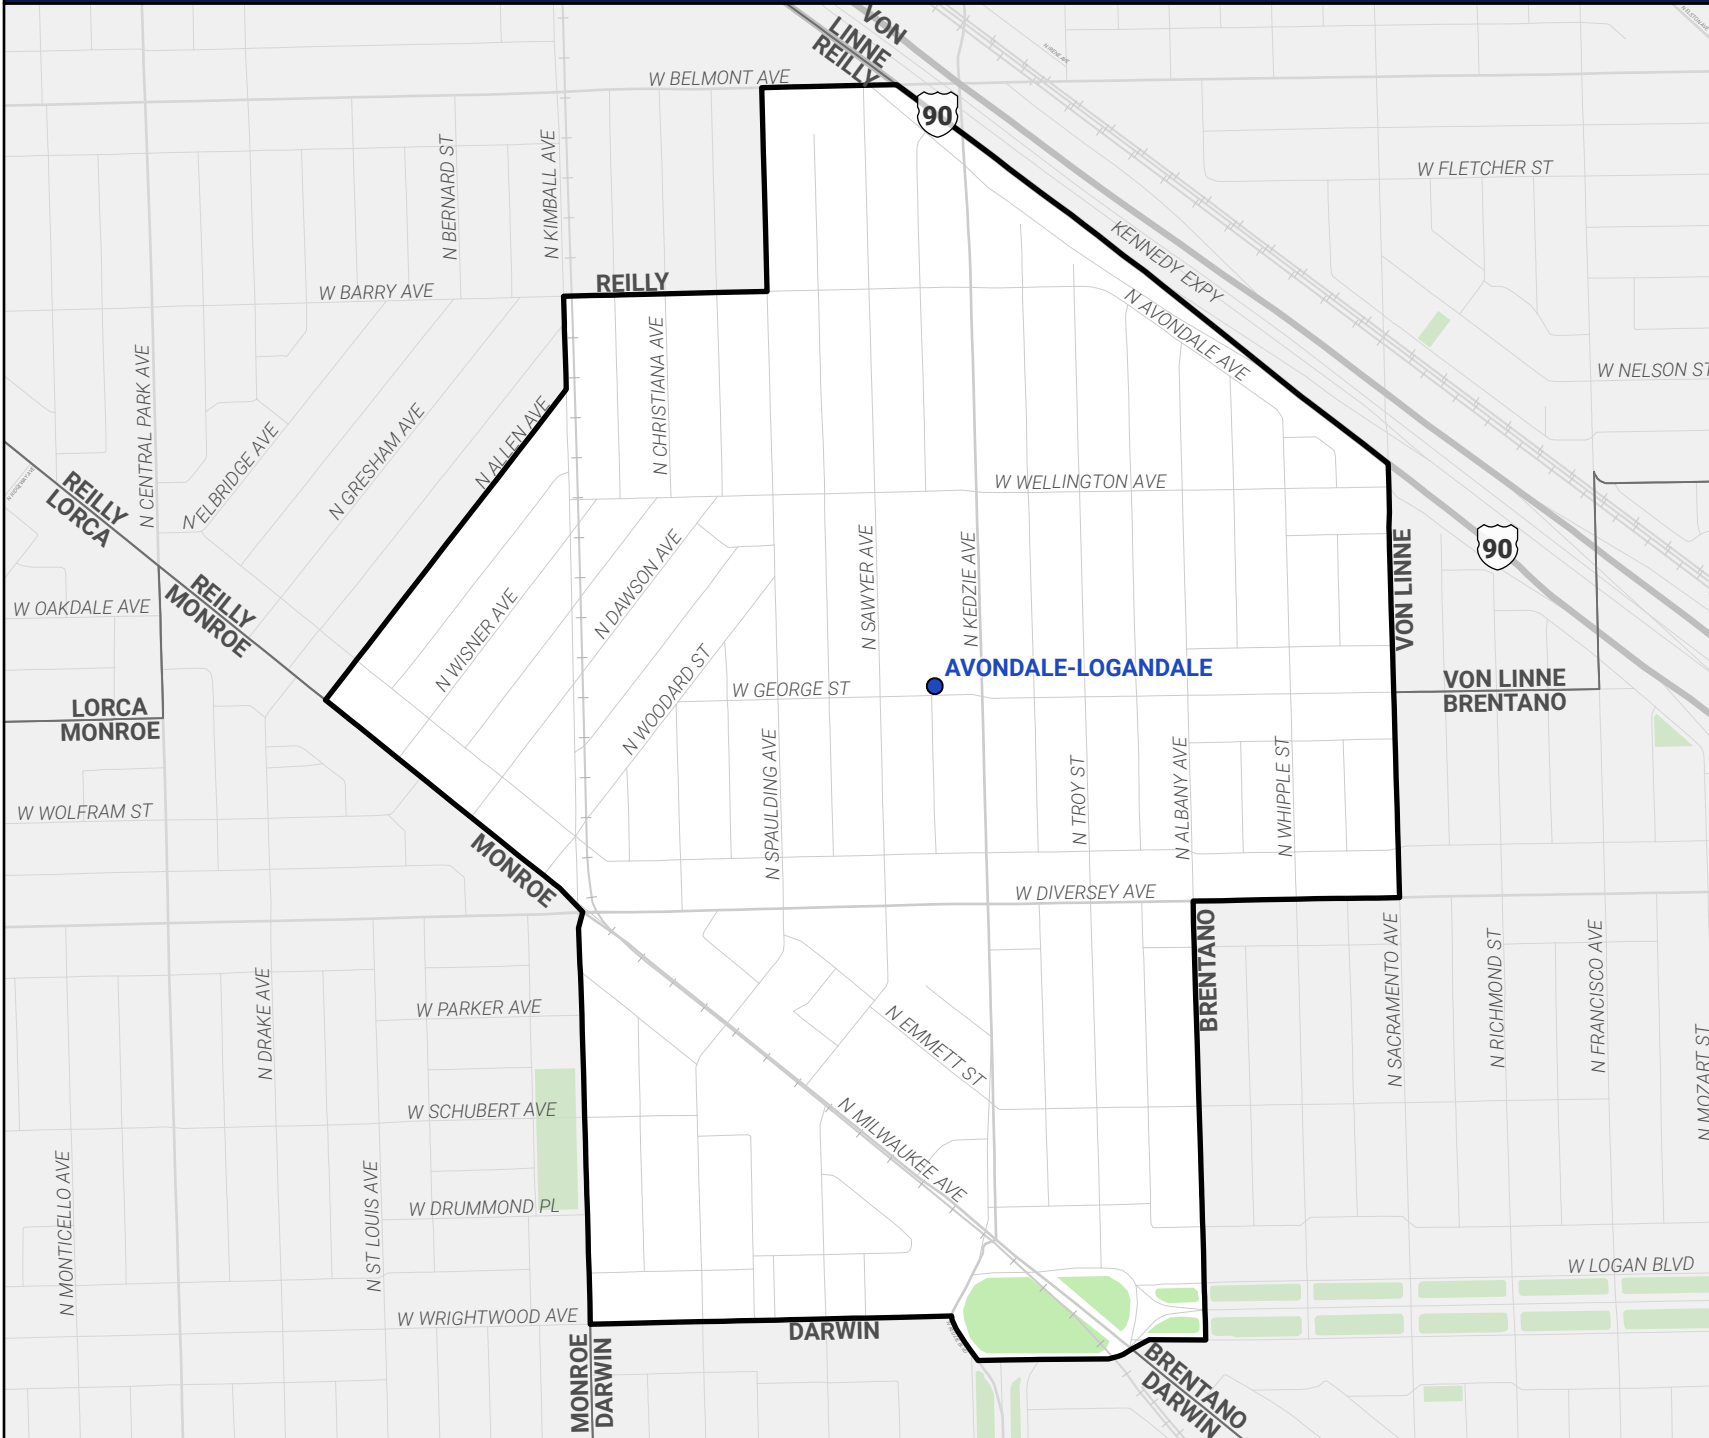 VON
LINNE
REILLY
W BELMONT AVE
90
N BERNARD ST
N KIMBALL AVE
W FLETCHER ST
KENNEDY EXPY
W BARRY AVE
REILLY
N AVONDALE AVE
N CHRISTIANA AVE
N CENTRAL PARK AVE
W NELSON ST
N ELBRIDGE AVE
N GRESHAM AVE
N ALLEN AVE
REILLY
LORCA
W WELLINGTON AVE
90
VON LINNE
N SAWYER AVE
N KEDZIE AVE
N DAWSON AVE
N WISNER AVE
REILLY
MONROE
W OAKDALE AVE
AVONDALE-LOGANDALE
VON LINNE
BRENTANO
W GEORGE ST
N WOODARD ST
LORCA
MONROE
N SPAULDING AVE
N TROY ST
N ALBANY AVE
N WHIPPLE ST
W WOLFRAM ST
MONROE
W DIVERSEY AVE
BRENTANO
N SACRAMENTO AVE
N RICHMOND ST
N FRANCISCO AVE
N MOZART ST
N DRAKE AVE
W PARKER AVE
N EMMETT ST
W SCHUBERT AVE
N MILWAUKEE AVE
N MONTICELLO AVE
N ST LOUIS AVE
W DRUMMOND PL
W LOGAN BLVD
W WRIGHTWOOD AVE
DARWIN
MONROE
DARWIN
BRENTANO
DARWIN